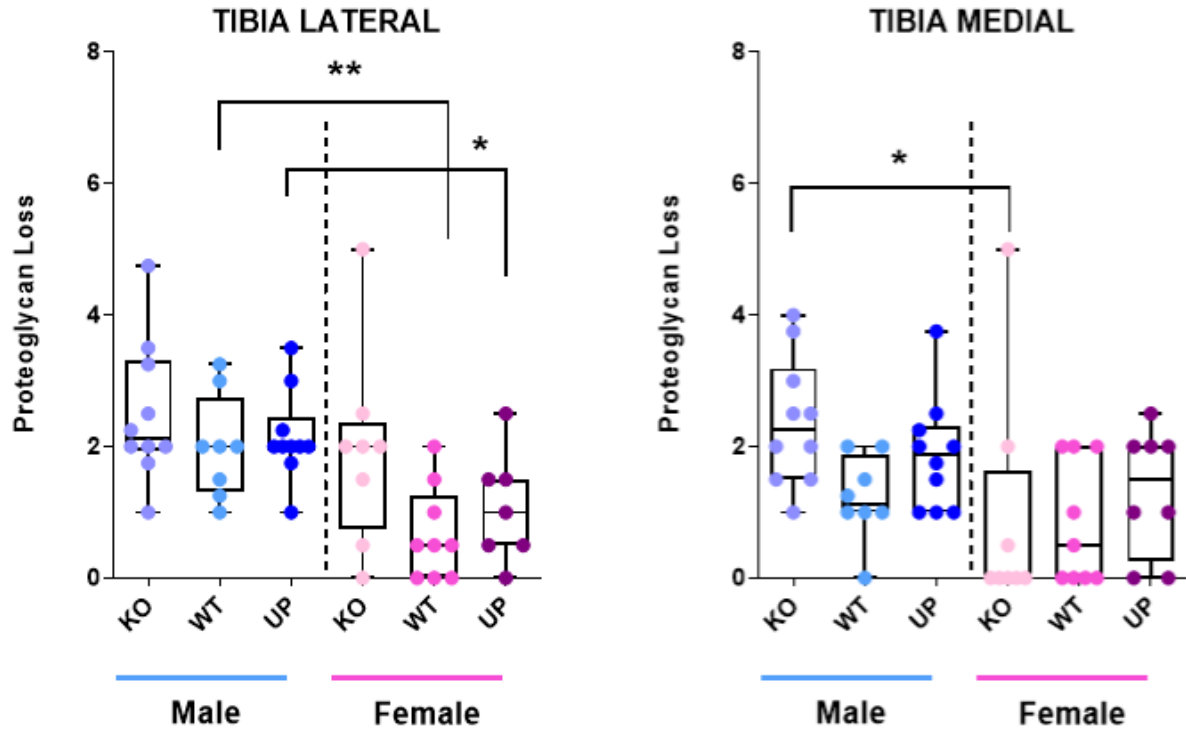 TIBIA LATERAL
Proteoglycan Loss
8
6
4
2
0
**
*
KO WT UP KO WT UP
Male Female
TIBIA MEDIAL
Proteoglycan Loss
8
6
4
2
0
*
KO WT UP KO WT UP
Male Female